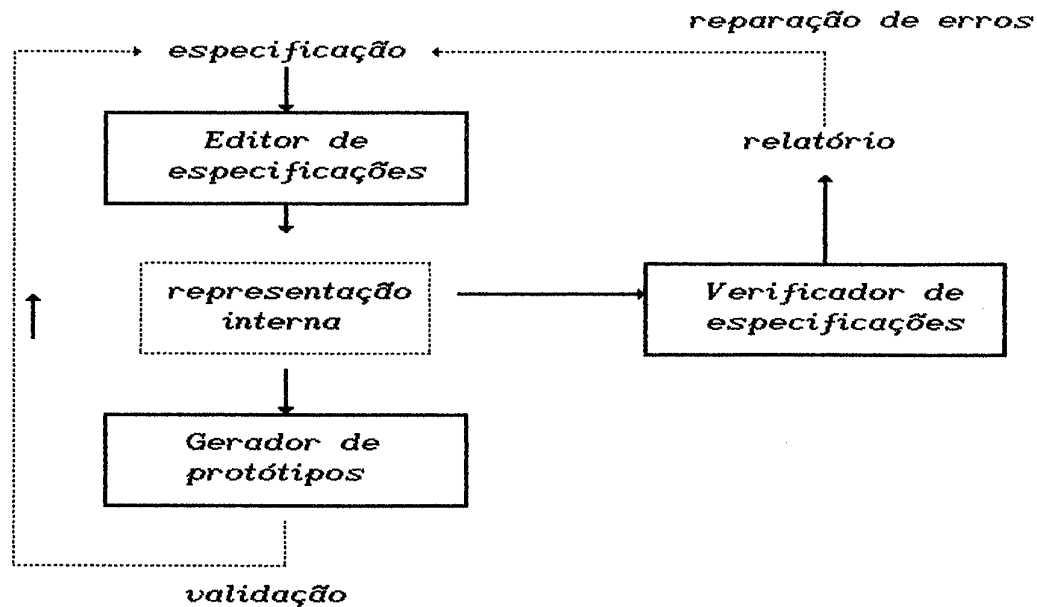 reparação de erros
especificação
Editor de
especificações
relatório
representação
interna
Verificador de
especificações
Gerador de
protótipos
validação